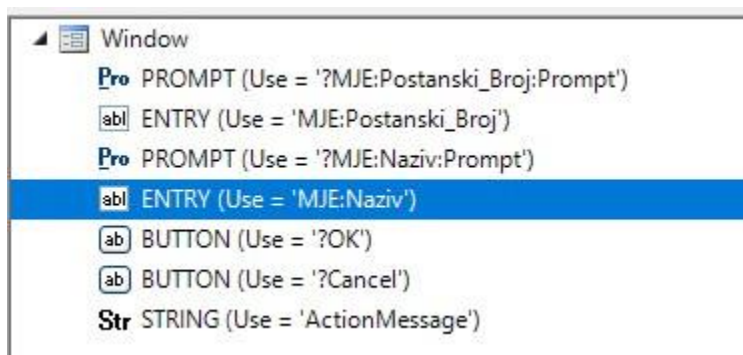 Window
Pro PROMPT (Use = '?MJE:Postanski_Broj:Prompt')
abl ENTRY (Use = 'MJE:Postanski_Broj')
Pro PROMPT (Use = '?MJE:Naziv:Prompt')
abl ENTRY (Use = 'MJE:Naziv')
ab BUTTON (Use = '?OK')
ab BUTTON (Use = '?Cancel')
Str STRING (Use = 'ActionMessage')